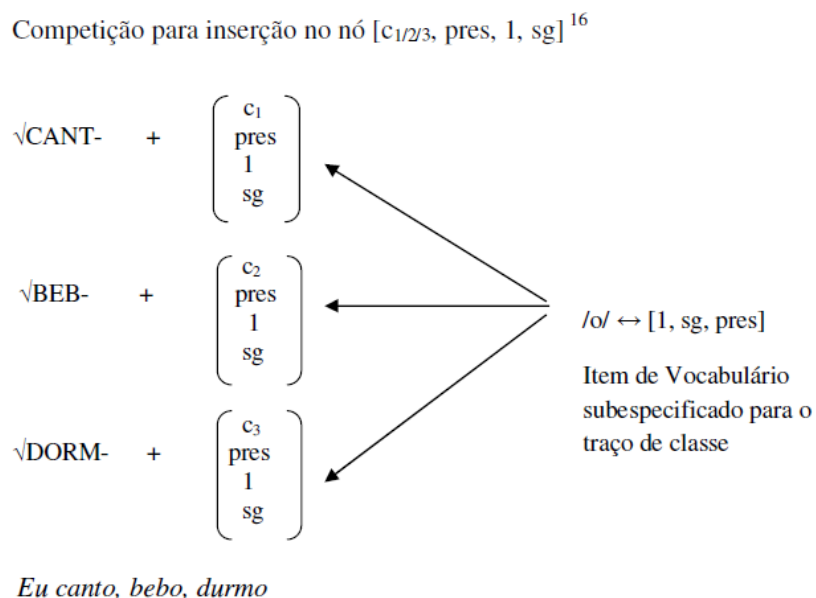 Competição para inserção no nó [c1/2/3, pres, 1, sg] 16
c1
√CANT- + pres
1
sg
c2
√BEB- + pres
1
sg
/o/ ↔ [1, sg, pres]
Item de Vocabulário
subespecificado para o
traço de classe
c3
√DORM- + pres
1
sg
Eu canto, bebo, durmo